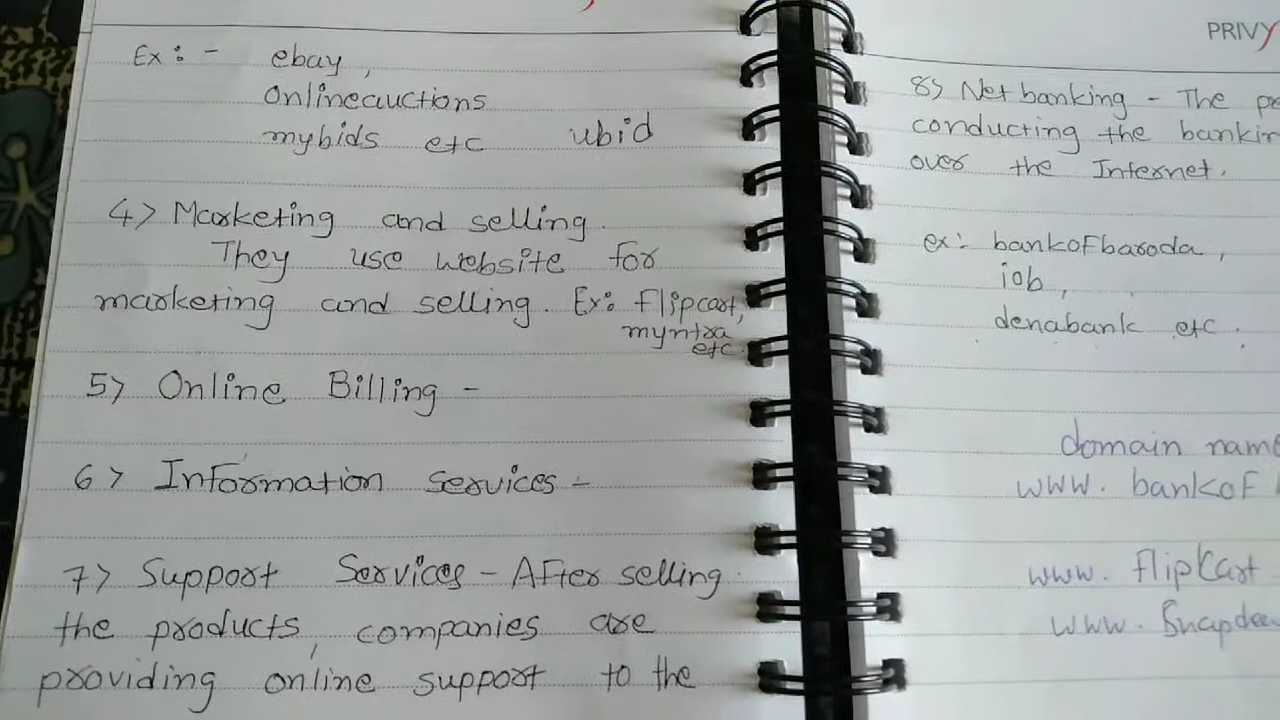 Ex:- ebay,
Onlineauctions
mybids etc ubid
4> Marketing and selling.
They use website for
marketing and selling. Ex: Flipcart,
myntra
etc.
5> Online Billing -
6> Information Services -
7> Support Services - After selling
the products, companies are
providing online support to the
PRIVY
8> Net banking - The
conducting the
over the Internet.
ex: bankofbaroda,
iob,
denabank etc.
domain name
www. bankof
www. flipkart
www. Snapdea